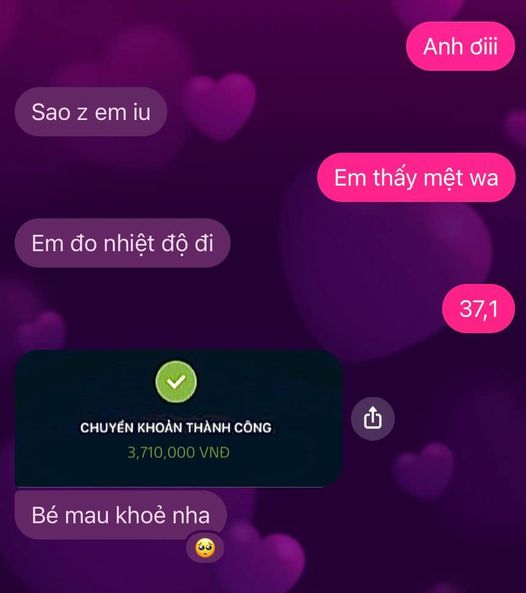 Anh ơiii
Sao z em iu
Em thấy mệt wa
Em đo nhiệt độ đi
37,1
CHUYỂN KHOẢN THÀNH CÔNG
3,710,000 VNĐ
Bé mau khoẻ nha
🥺